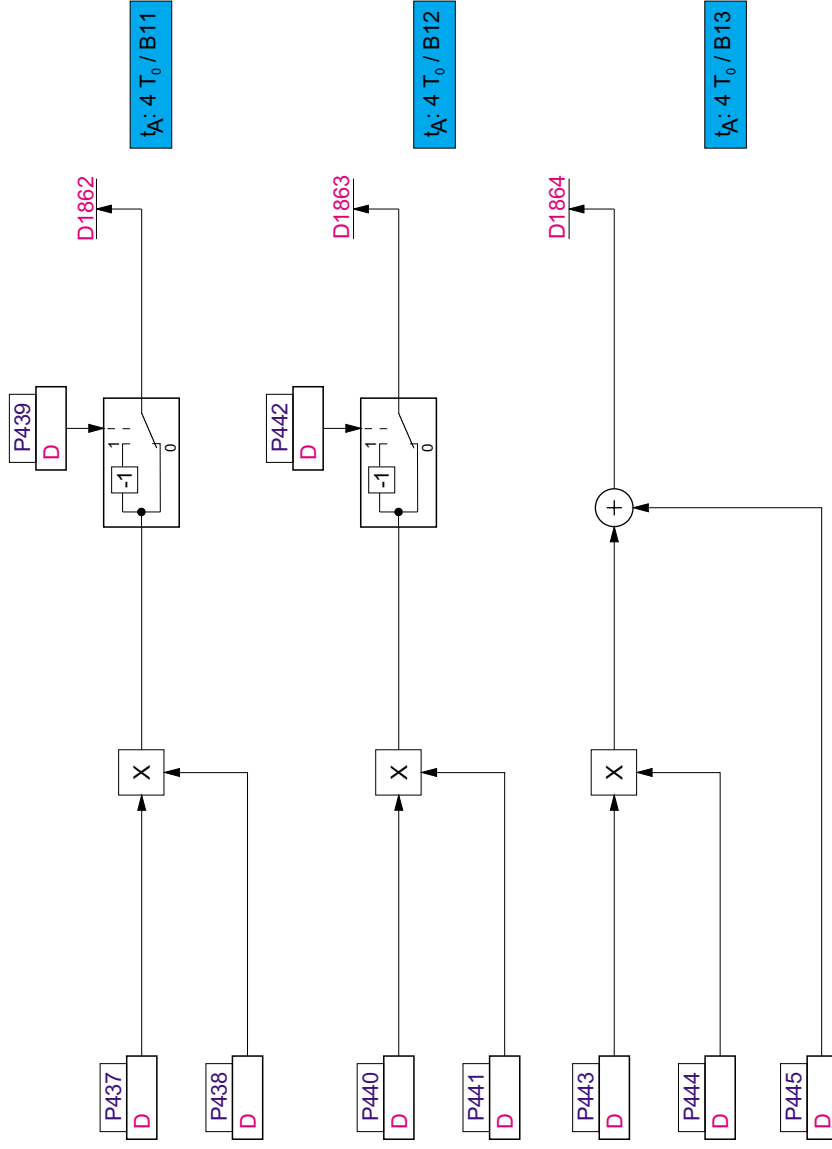 P437
D
P438
D
X
-1
1
0
P439
D
D1862
tA: 4 T₀ / B11
P440
D
P441
D
X
-1
1
0
P442
D
D1863
tA: 4 T₀ / B12
P443
D
P444
D
P445
D
X
+
D1864
tA: 4 T₀ / B13